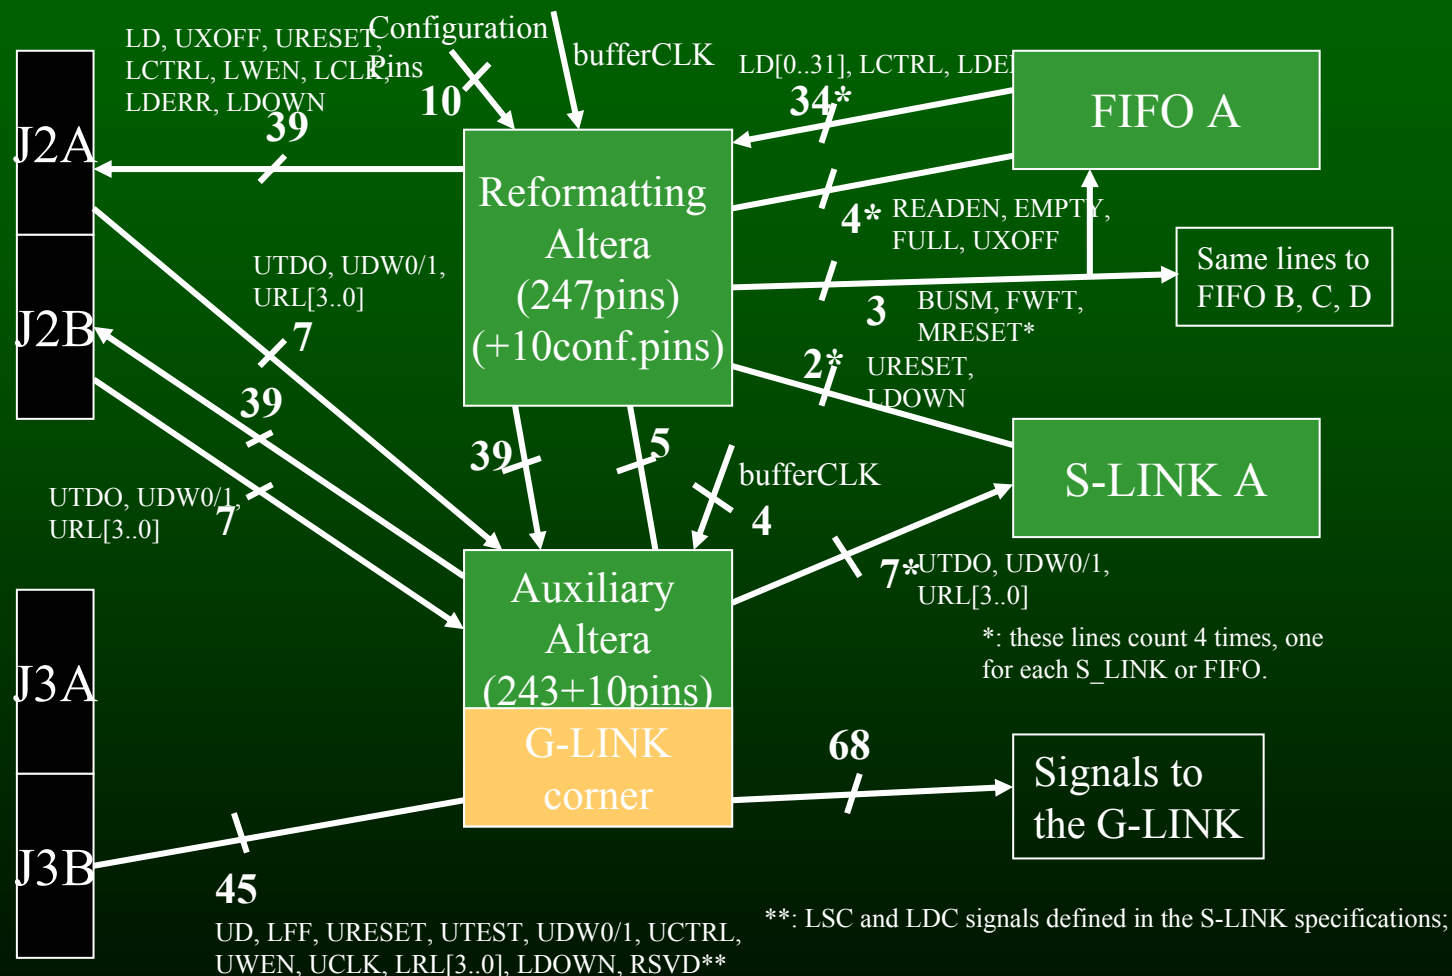 LD, UXOFF, URESET,
LCTRL, LWEN, LCLK,
LDERR, LDOWN
39
Configuration
Pins
10
bufferCLK
LD[0..31], LCTRL, LDE
34*
FIFO A
J2A
Reformatting
Altera
(247pins)
(+10conf.pins)
4*
READEN, EMPTY,
FULL, UXOFF
Same lines to
FIFO B, C, D
UTDO, UDW0/1,
URL[3..0]
7
3
BUSM, FWFT,
MRESET*
J2B
2*
URESET,
LDOWN
39
39
5
bufferCLK
4
S-LINK A
UTDO, UDW0/1,
URL[3..0]
7
7*
UTDO, UDW0/1,
URL[3..0]
Auxiliary
Altera
(243+10pins)
*: these lines count 4 times, one
for each S_LINK or FIFO.
J3A
G-LINK
corner
68
Signals to
the G-LINK
J3B
45
UD, LFF, URESET, UTEST, UDW0/1, UCTRL,
UWEN, UCLK, LRL[3..0], LDOWN, RSVD**
**: LSC and LDC signals defined in the S-LINK specifications;